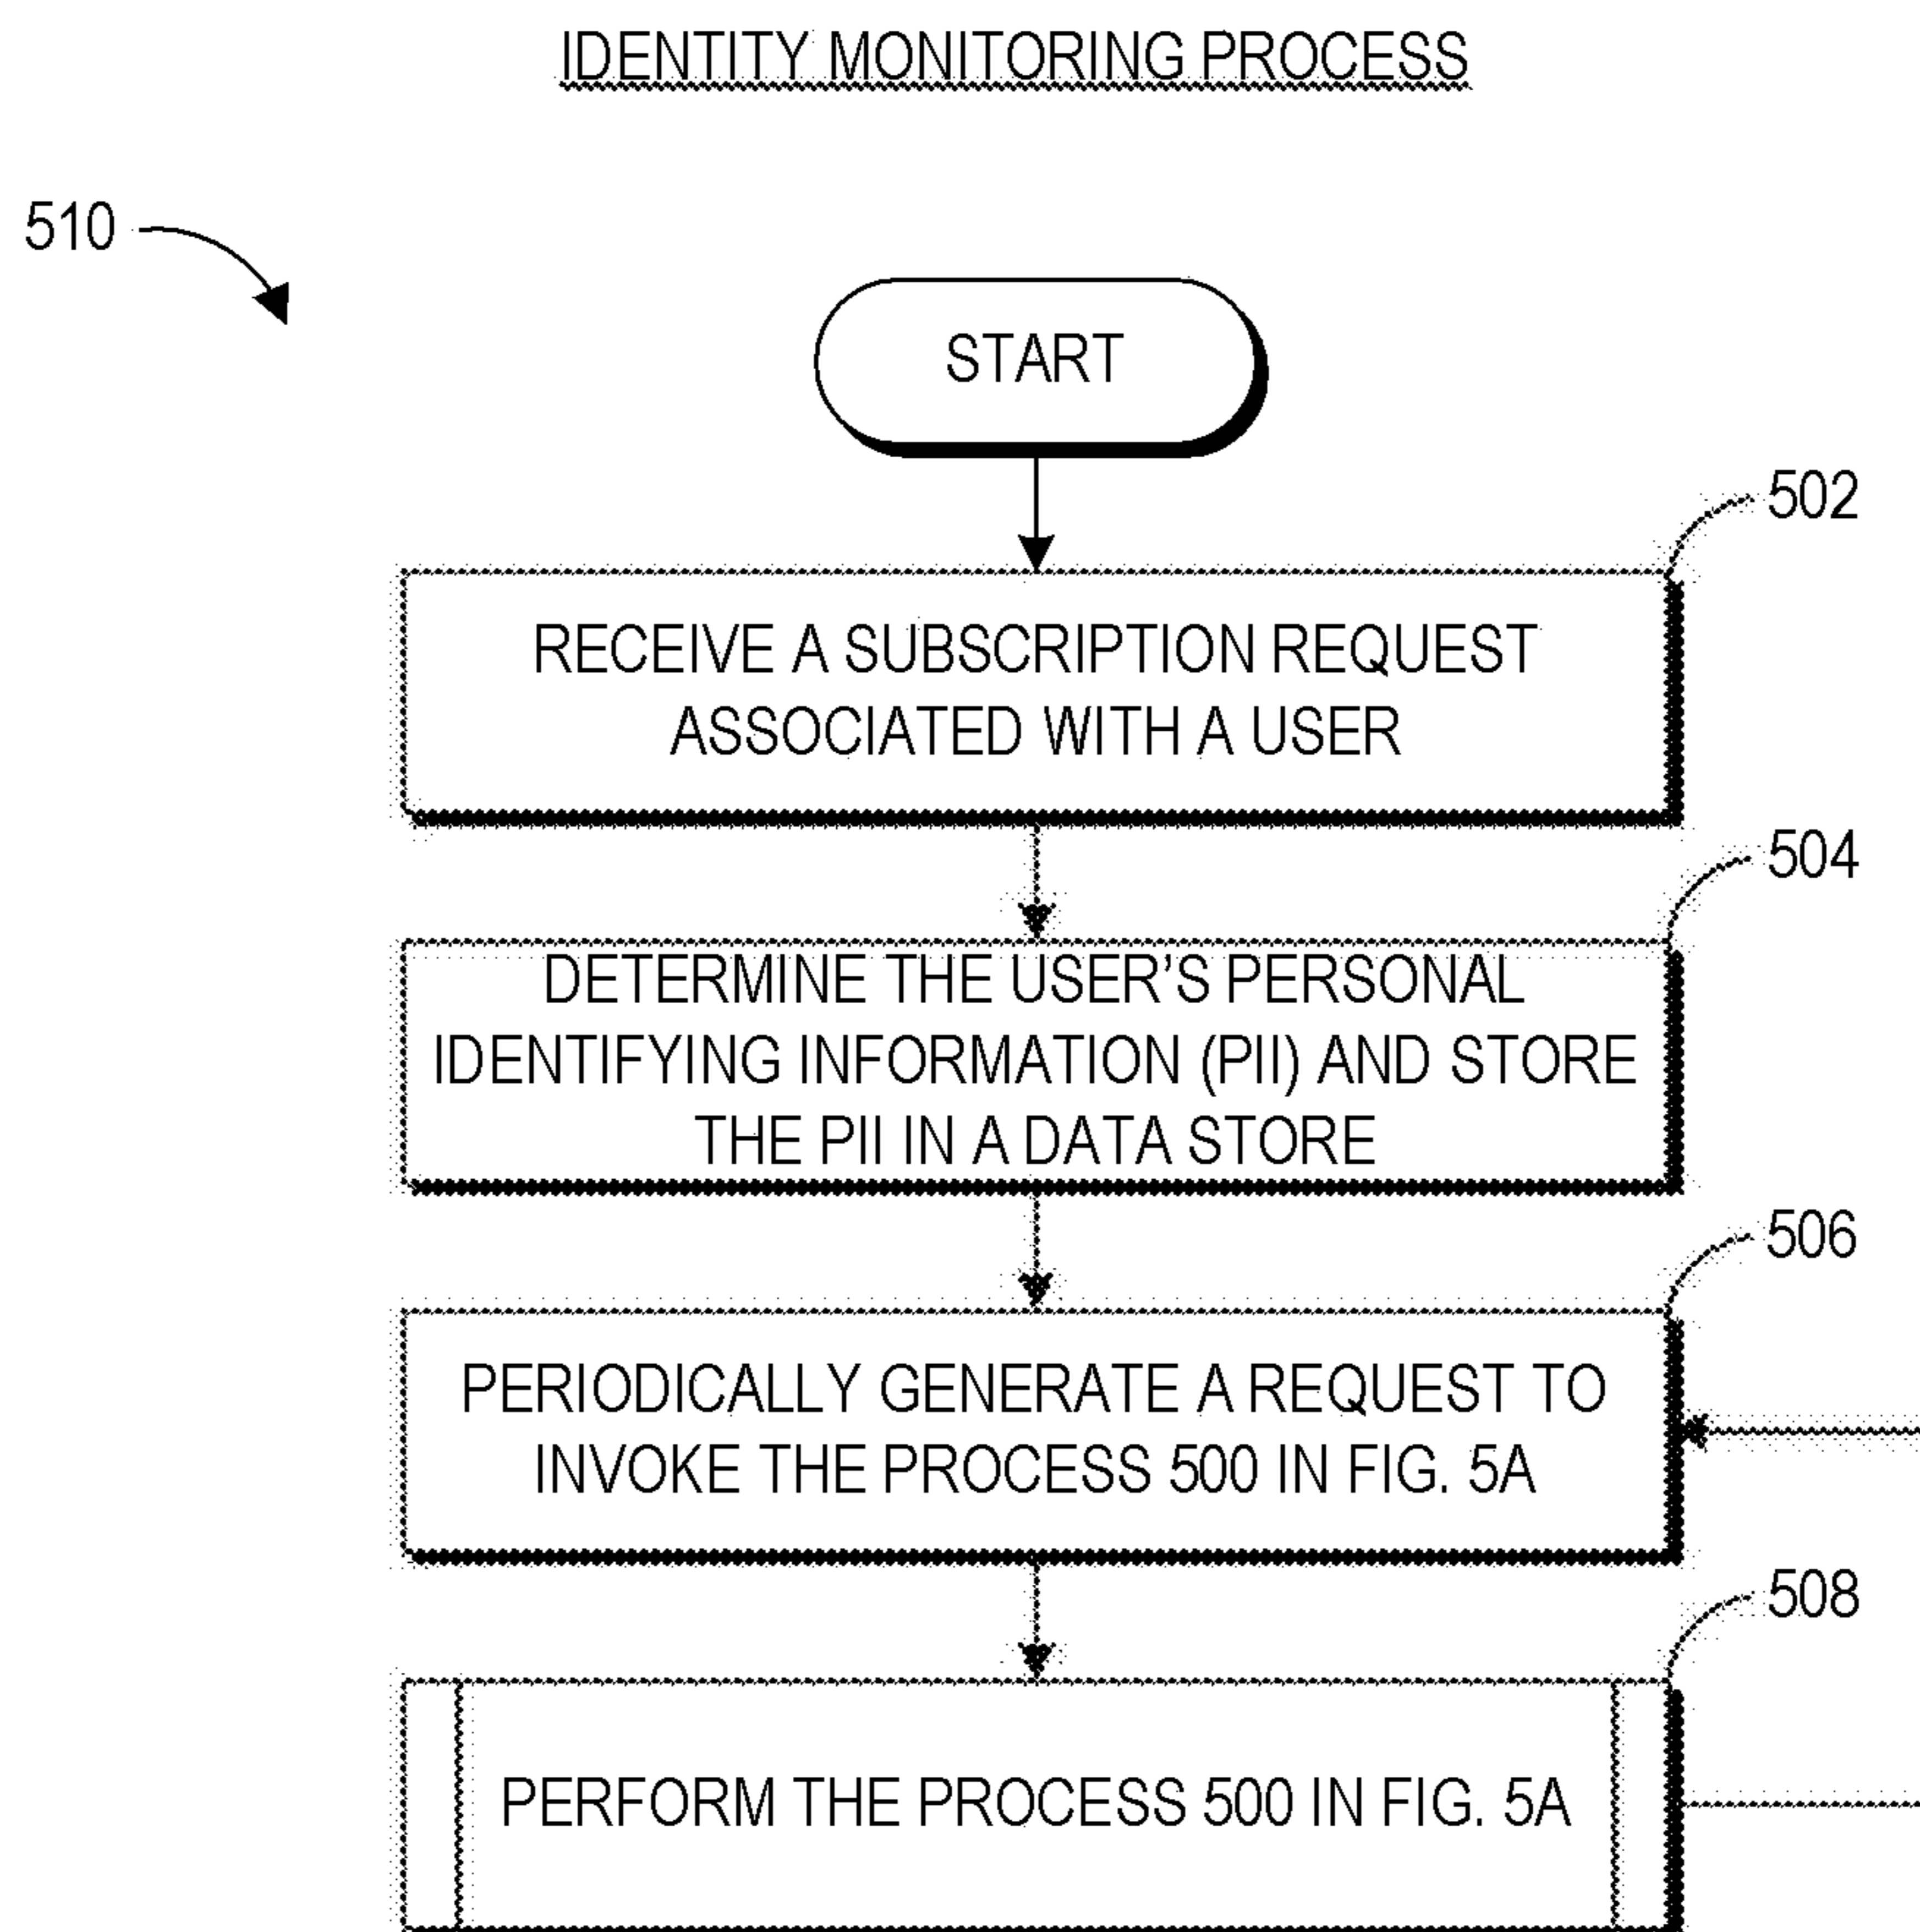 IDENTITY MONITORING PROCESS
510
START
502
RECEIVE A SUBSCRIPTION REQUEST
ASSOCIATED WITH A USER
504
DETERMINE THE USER'S PERSONAL
IDENTIFYING INFORMATION (PII) AND STORE
THE PII IN A DATA STORE
506
PERIODICALLY GENERATE A REQUEST TO
INVOKE THE PROCESS 500 IN FIG. 5A
508
PERFORM THE PROCESS 500 IN FIG. 5A